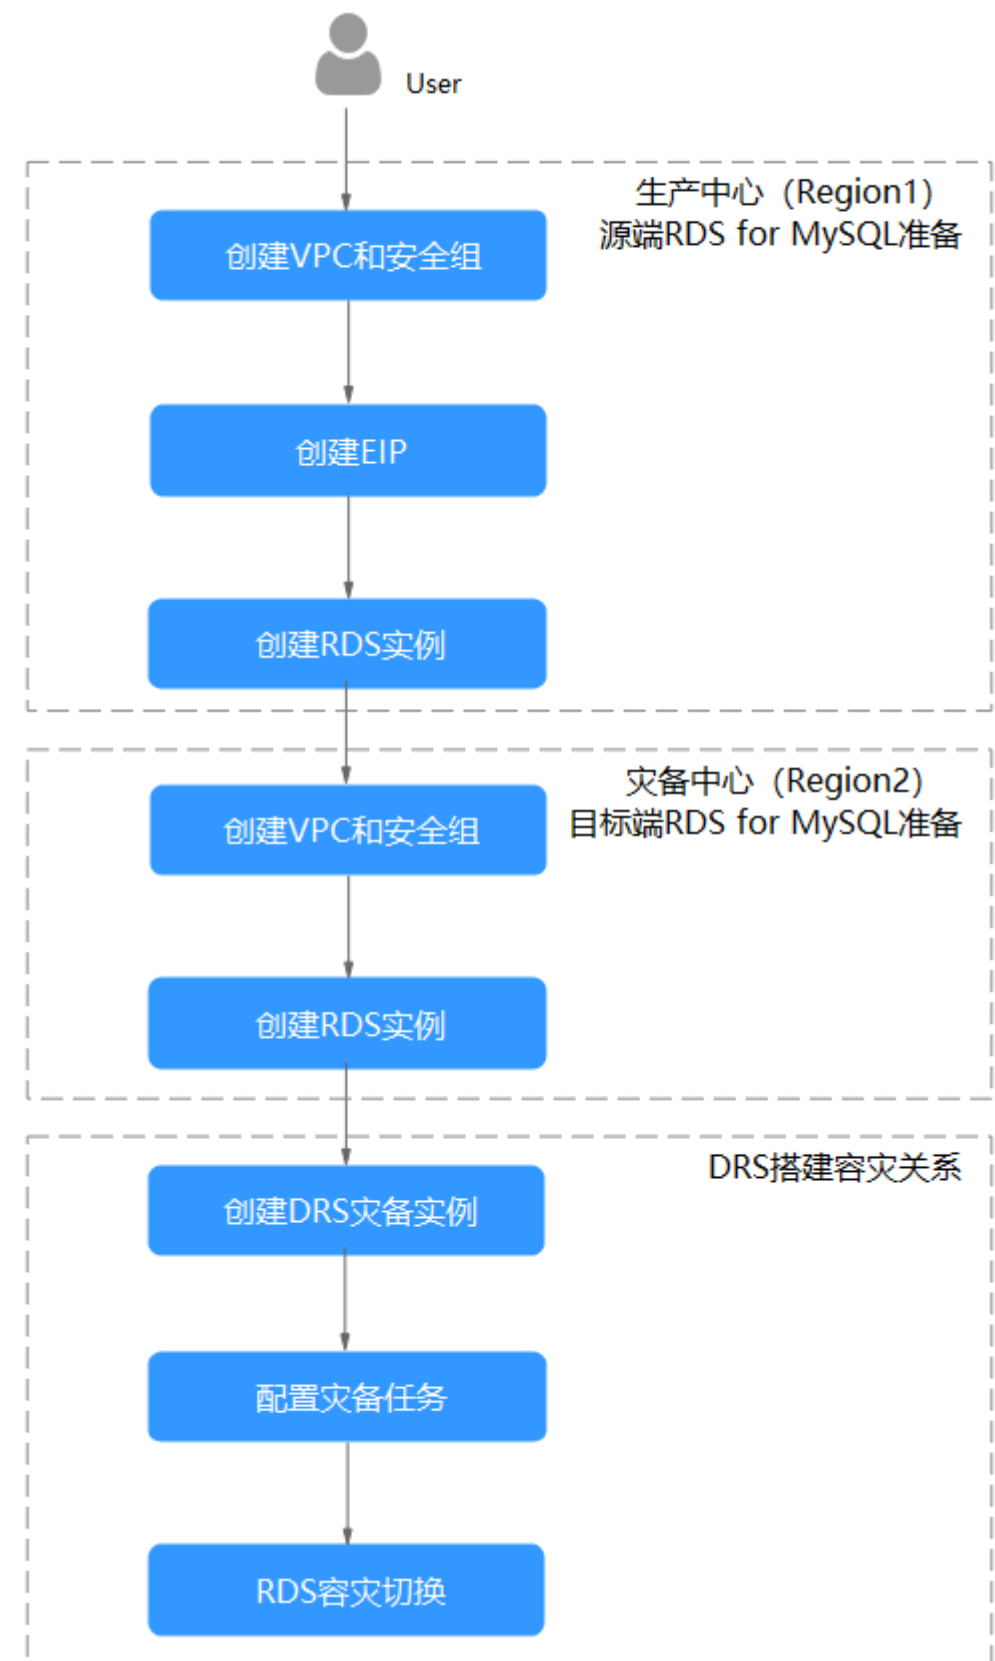 User
生产中心（Region1）
源端RDS for MySQL准备
创建VPC和安全组
创建EIP
创建RDS实例
灾备中心（Region2）
目标端RDS for MySQL准备
创建VPC和安全组
创建RDS实例
DRS搭建容灾关系
创建DRS灾备实例
配置灾备任务
RDS容灾切换